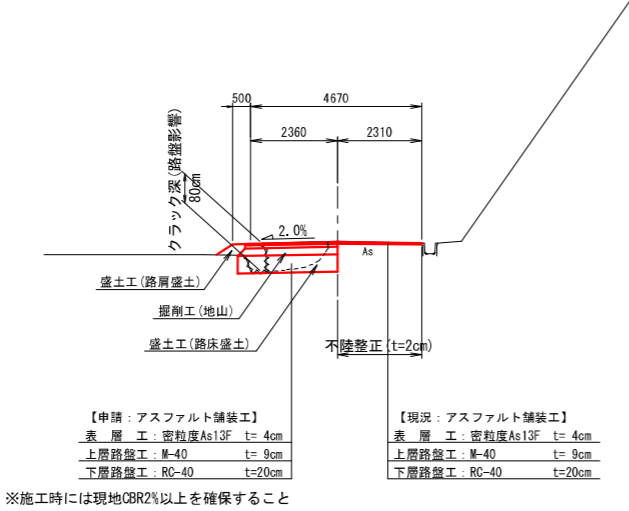 500
4670
2360
2310
クラック深(路盤影響)
80cm
2.0%
As
盛土工(路肩盛土)
掘削工(地山)
盛土工(路床盛土)
不陸整正(t=2cm)
【申請：アスファルト舗装工】
表 層 工：密粒度As13F t= 4cm
上層路盤工：M-40 t= 9cm
下層路盤工：RC-40 t=20cm
【現況：アスファルト舗装工】
表 層 工：密粒度As13F t= 4cm
上層路盤工：M-40 t= 9cm
下層路盤工：RC-40 t=20cm
※施工時には現地CBR2%以上を確保すること